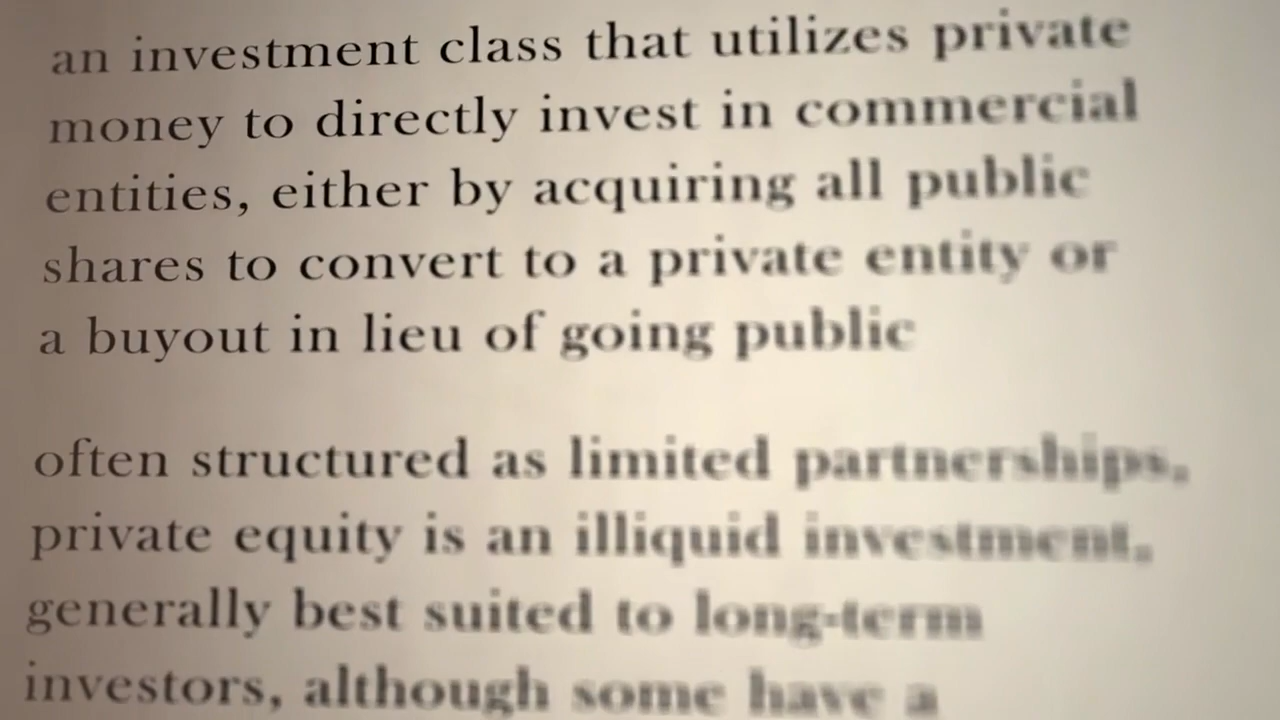 an investment class that utilizes private
money to directly invest in commercial
entities, either by acquiring all public
shares to convert to a private entity or
a buyout in lieu of going public
often structured as limited partnerships,
private equity is an illiquid investment,
generally best suited to long-term
investors, although some have a